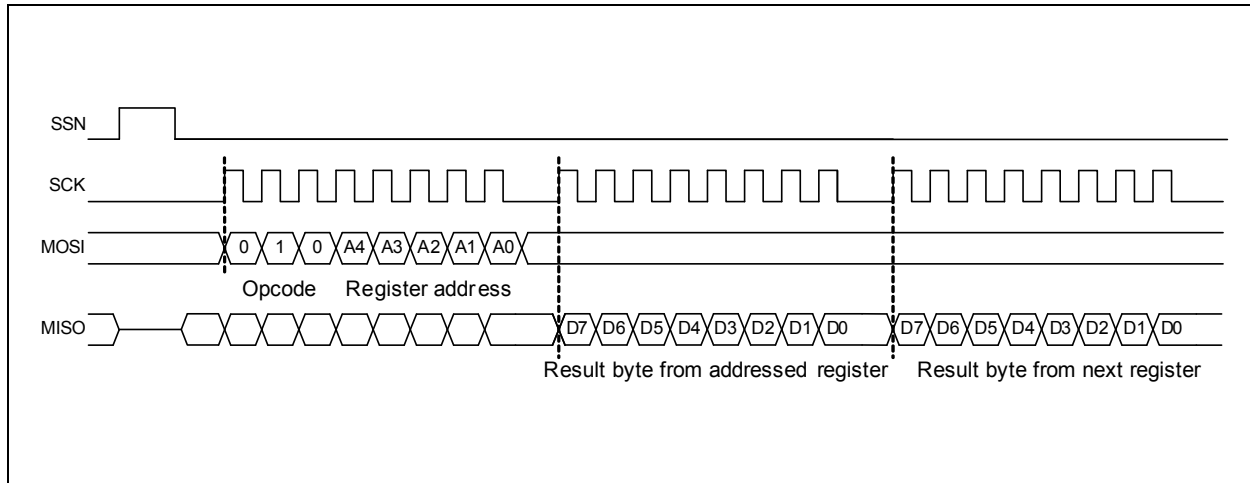 SSN
SCK
MOSI 0 1 0 A4 A3 A2 A1 A0
Opcode Register address
MISO D7 D6 D5 D4 D3 D2 D1 D0 D7 D6 D5 D4 D3 D2 D1 D0
Result byte from addressed register Result byte from next register